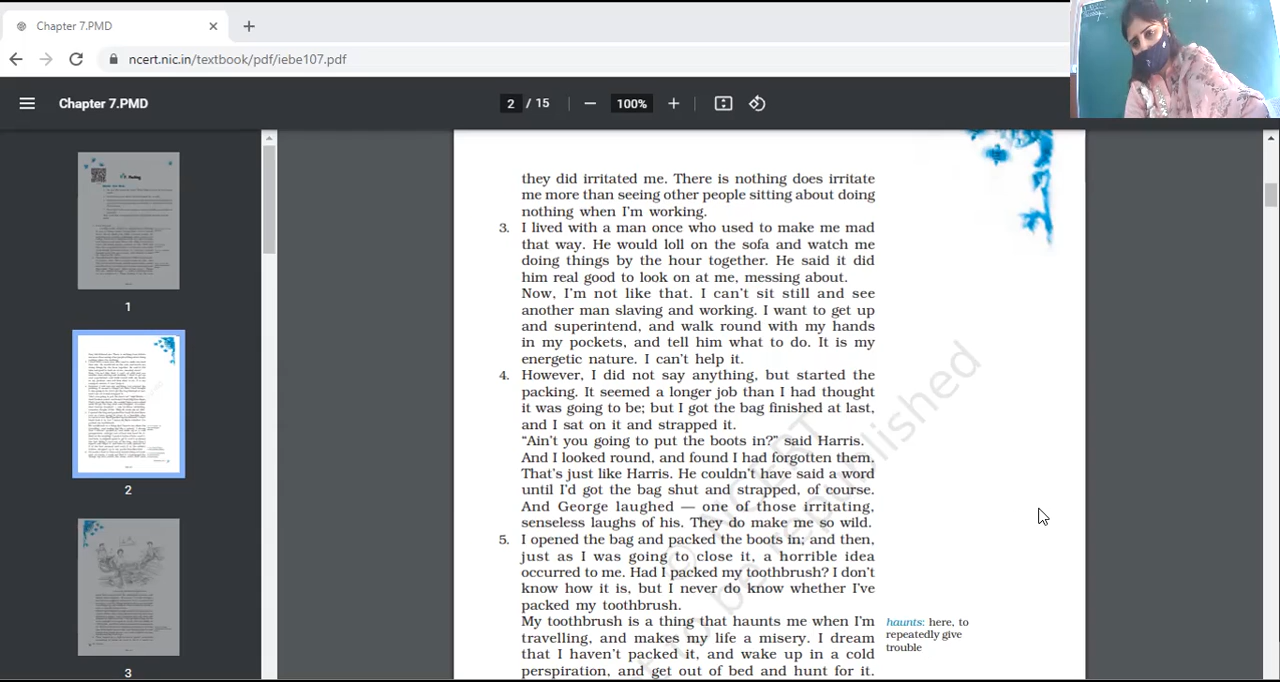 Chapter 7.PMD
ncert.nic.in/textbook/pdf/iebe107.pdf
Chapter 7.PMD
2 / 15
100%
1
2
3
they did irritated me. There is nothing does irritate
me more than seeing other people sitting about doing
nothing when I'm working.
3. I lived with a man once who used to make me mad
that way. He would loll on the sofa and watch me
doing things by the hour together. He said it did
him real good to look on at me, messing about.
Now, I'm not like that. I can't sit still and see
another man slaving and working. I want to get up
and superintend, and walk round with my hands
in my pockets, and tell him what to do. It is my
energetic nature. I can't help it.
4. However, I did not say anything, but started the
packing. It seemed a longer job than I had thought
it was going to be; but I got the bag finished at last,
and I sat on it and strapped it.
“Ain't you going to put the boots in?” said Harris.
And I looked round, and found I had forgotten them.
That's just like Harris. He couldn't have said a word
until I'd got the bag shut and strapped, of course.
And George laughed — one of those irritating,
senseless laughs of his. They do make me so wild.
5. I opened the bag and packed the boots in; and then,
just as I was going to close it, a horrible idea
occurred to me. Had I packed my toothbrush? I don't
know how it is, but I never do know whether I've
packed my toothbrush.
My toothbrush is a thing that haunts me when I'm
travelling, and makes my life a misery. I dream
that I haven't packed it, and wake up in a cold
perspiration, and get out of bed and hunt for it.
haunts: here, to
repeatedly give
trouble
© NCERT
be republished